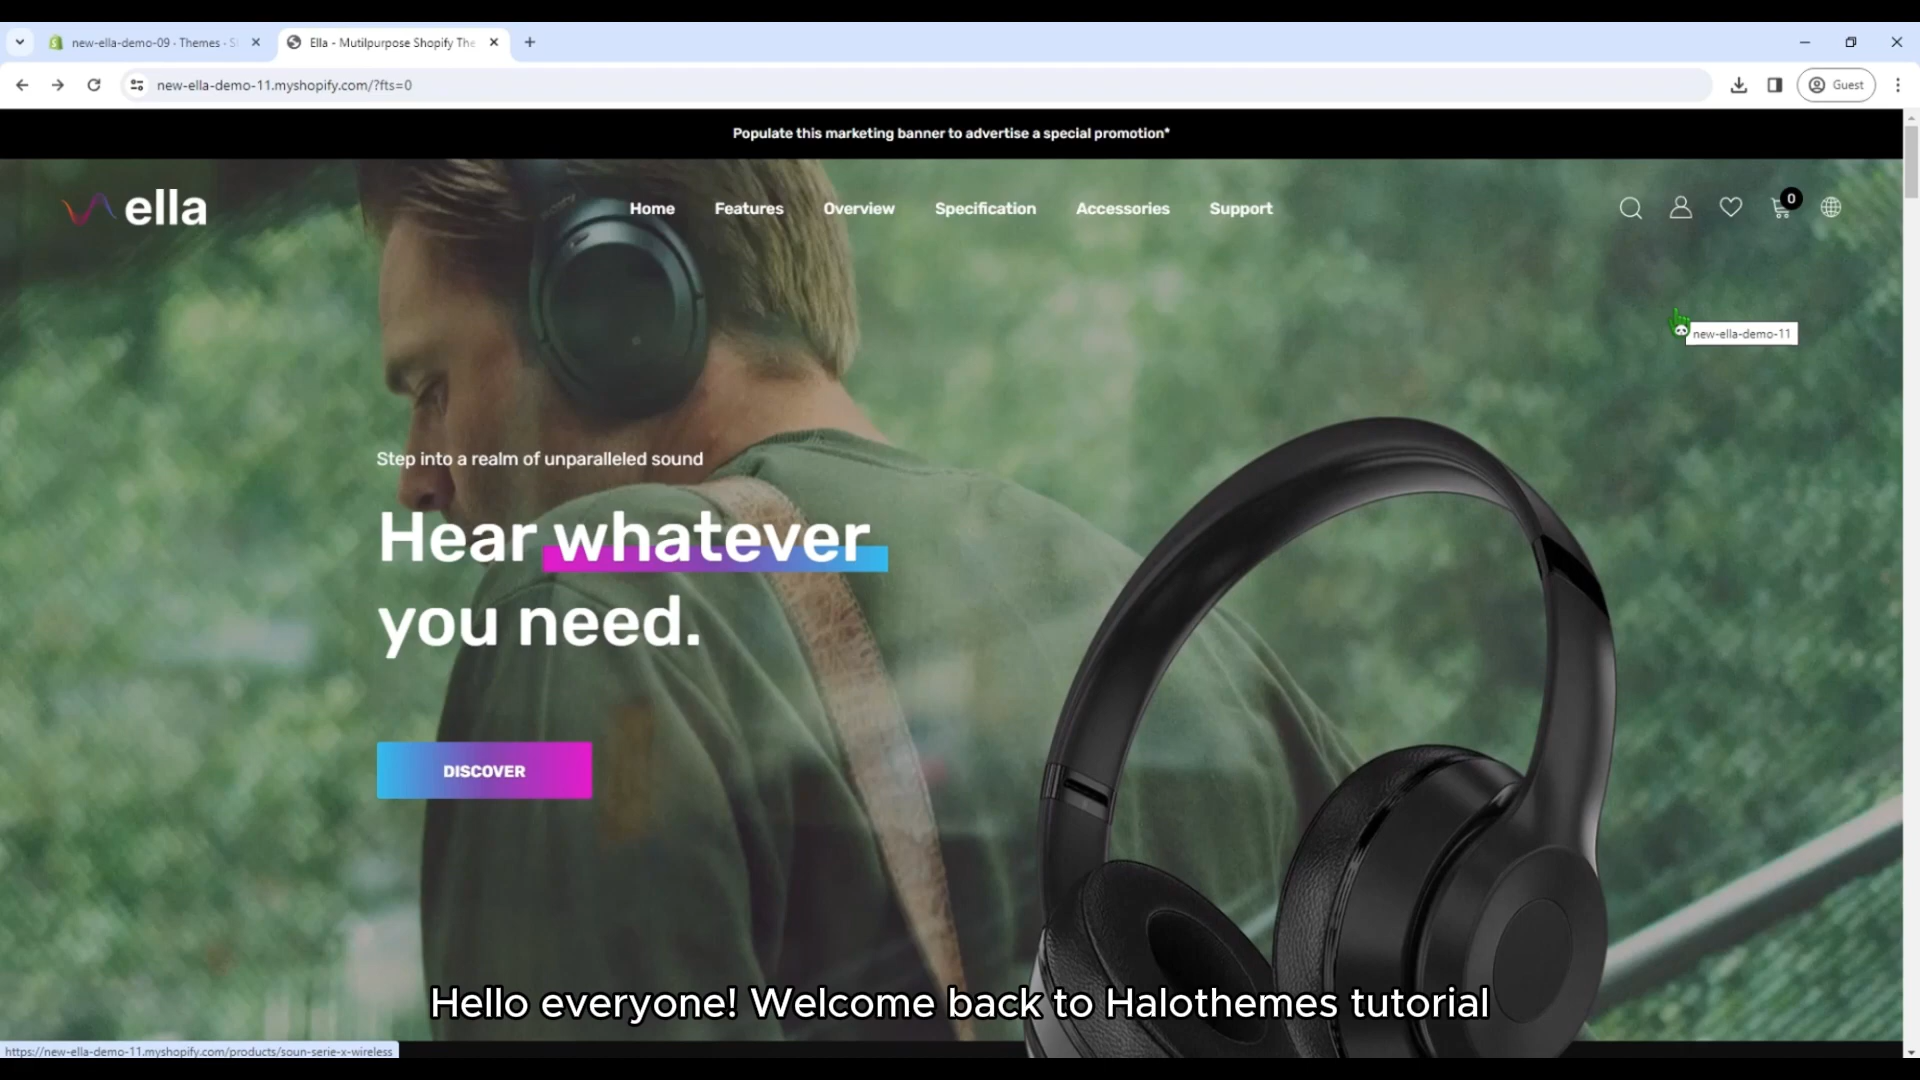 new-ella-demo-09 · Themes · S
Ella - Mutilpurpose Shopify The
new-ella-demo-11.myshopify.com/?fts=0
Guest
Populate this marketing banner to advertise a special promotion*
ella
Home
Features
Overview
Specification
Accessories
Support
0
new-ella-demo-11
Step into a realm of unparalleled sound
Hear whatever
you need.
DISCOVER
Hello everyone! Welcome back to Halothemes tutorial
https://new-ella-demo-11.myshopify.com/products/soun-serie-x-wireless